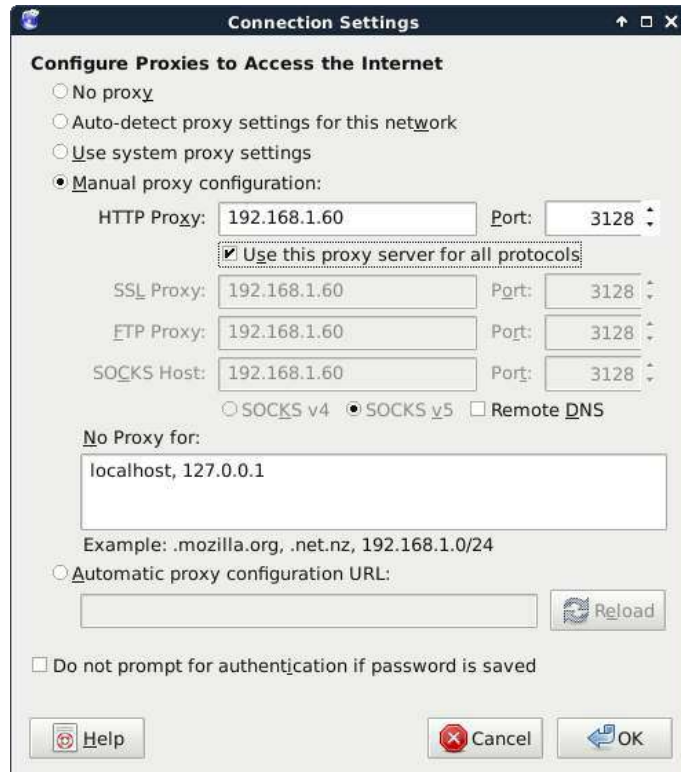 Connection Settings
Configure Proxies to Access the Internet
No proxy
Auto-detect proxy settings for this network
Use system proxy settings
Manual proxy configuration:
HTTP Proxy: 192.168.1.60 Port: 3128
Use this proxy server for all protocols
SSL Proxy: 192.168.1.60 Port: 3128
FTP Proxy: 192.168.1.60 Port: 3128
SOCKS Host: 192.168.1.60 Port: 3128
SOCKS v4 SOCKS v5 Remote DNS
No Proxy for:
localhost, 127.0.0.1
Example: .mozilla.org, .net.nz, 192.168.1.0/24
Automatic proxy configuration URL:
Reload
Do not prompt for authentication if password is saved
Help Cancel OK